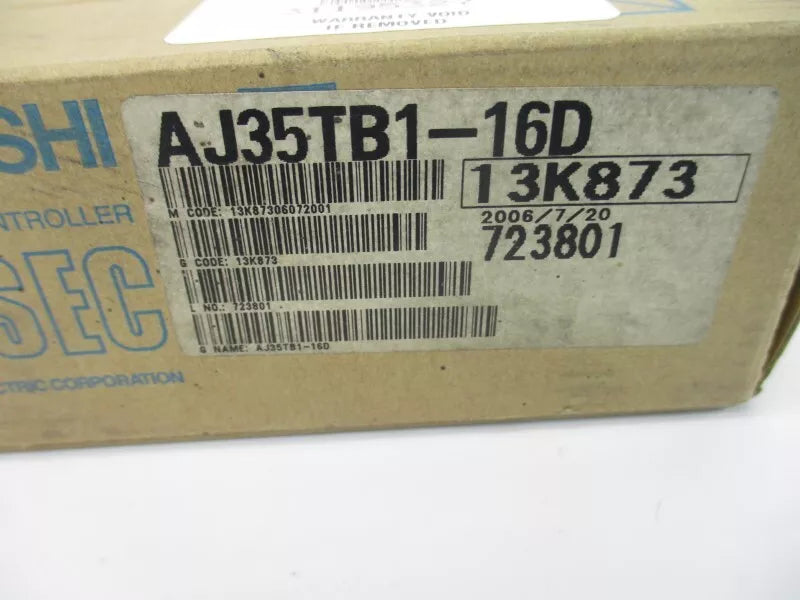 WARRANTY VOID
IF REMOVED
SHI
AJ35TB1-16D
13K873
M CODE: 13K87306072001
NTROLLER
2006/7/20
723801
G CODE: 13K873
SEC
L NO.: 723801
G NAME: AJ35TB1-16D
CTRIC CORPORATION